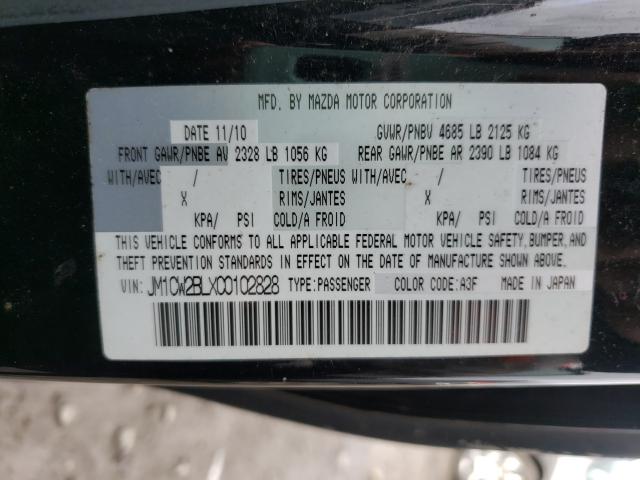 MFD. BY MAZDA MOTOR CORPORATION
DATE 11/10 GVWR/PNBV 4685 LB 2125 KG
FRONT GAWR/PNBE AV 2328 LB 1056 KG REAR GAWR/PNBE AR 2390 LB 1084 KG
WITH/AVEC / TIRES/PNEUS WITH/AVEC / TIRES/PNEUS
X RIMS/JANTES X RIMS/JANTES
KPA/ PSI COLD/A FROID KPA/ PSI COLD/A FROID
THIS VEHICLE CONFORMS TO ALL APPLICABLE FEDERAL MOTOR VEHICLE SAFETY, BUMPER, AND
THEFT PREVENTION STANDARDS IN EFFECT ON THE DATE OF MANUFACTURE SHOWN ABOVE.
VIN: JM1CW2BLXC0102828 TYPE:PASSENGER COLOR CODE: A3F MADE IN JAPAN